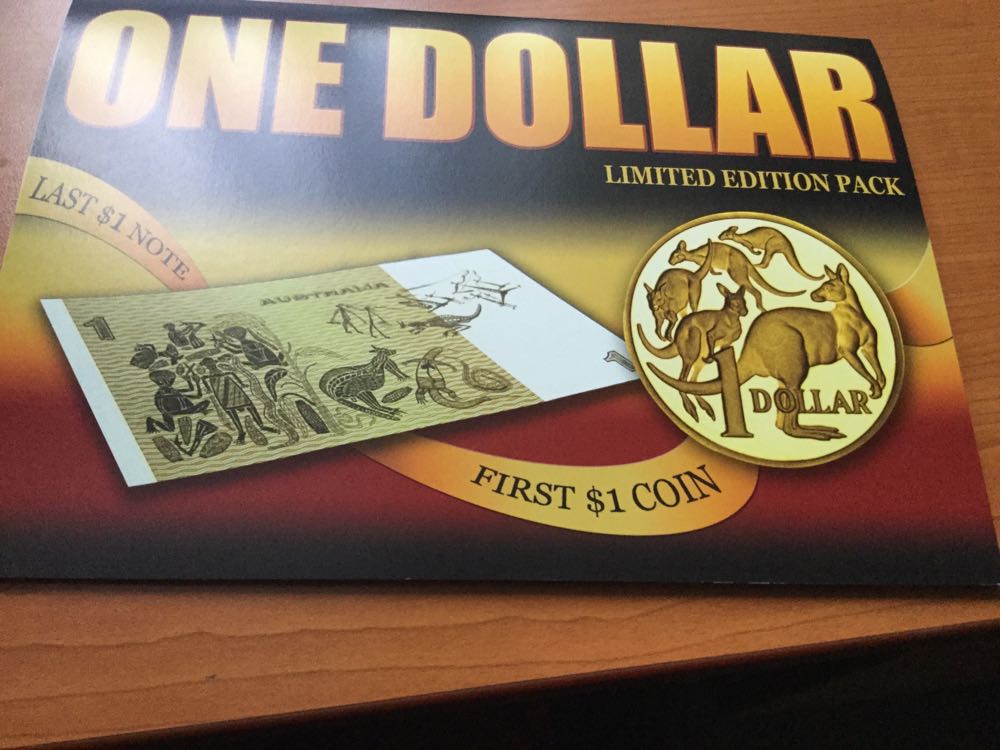 ONE DOLLAR
LIMITED EDITION PACK
LAST $1 NOTE
AUSTRALIA
1
1 DOLLAR
FIRST $1 COIN